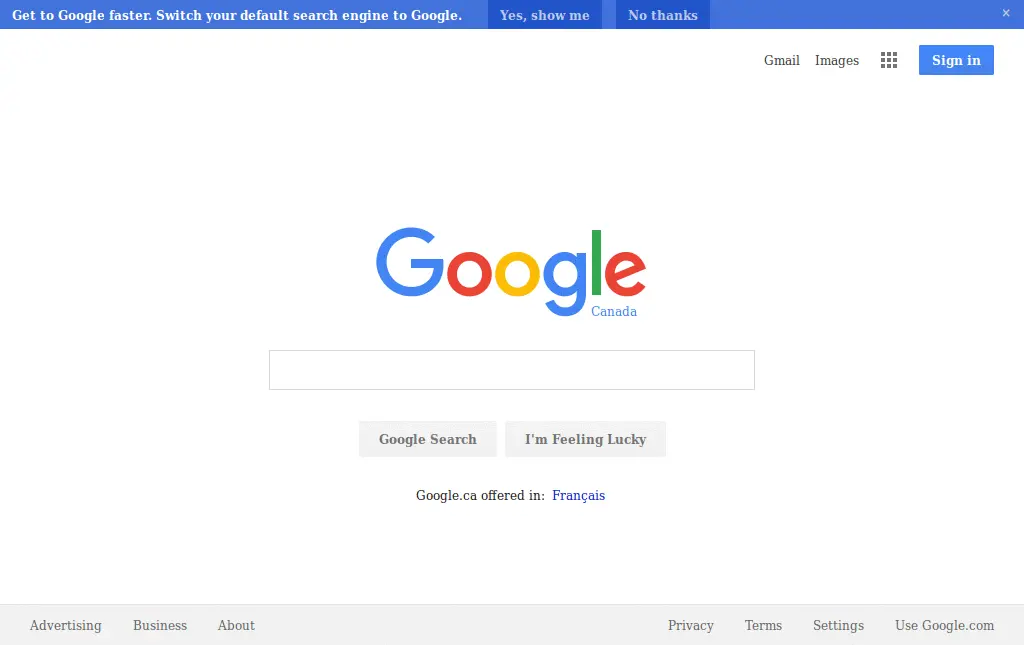 Get to Google faster. Switch your default search engine to Google. Yes, show me No thanks ×
Gmail Images Sign in
Google
Canada
Google Search I'm Feeling Lucky
Google.ca offered in: Français
Advertising Business About Privacy Terms Settings Use Google.com